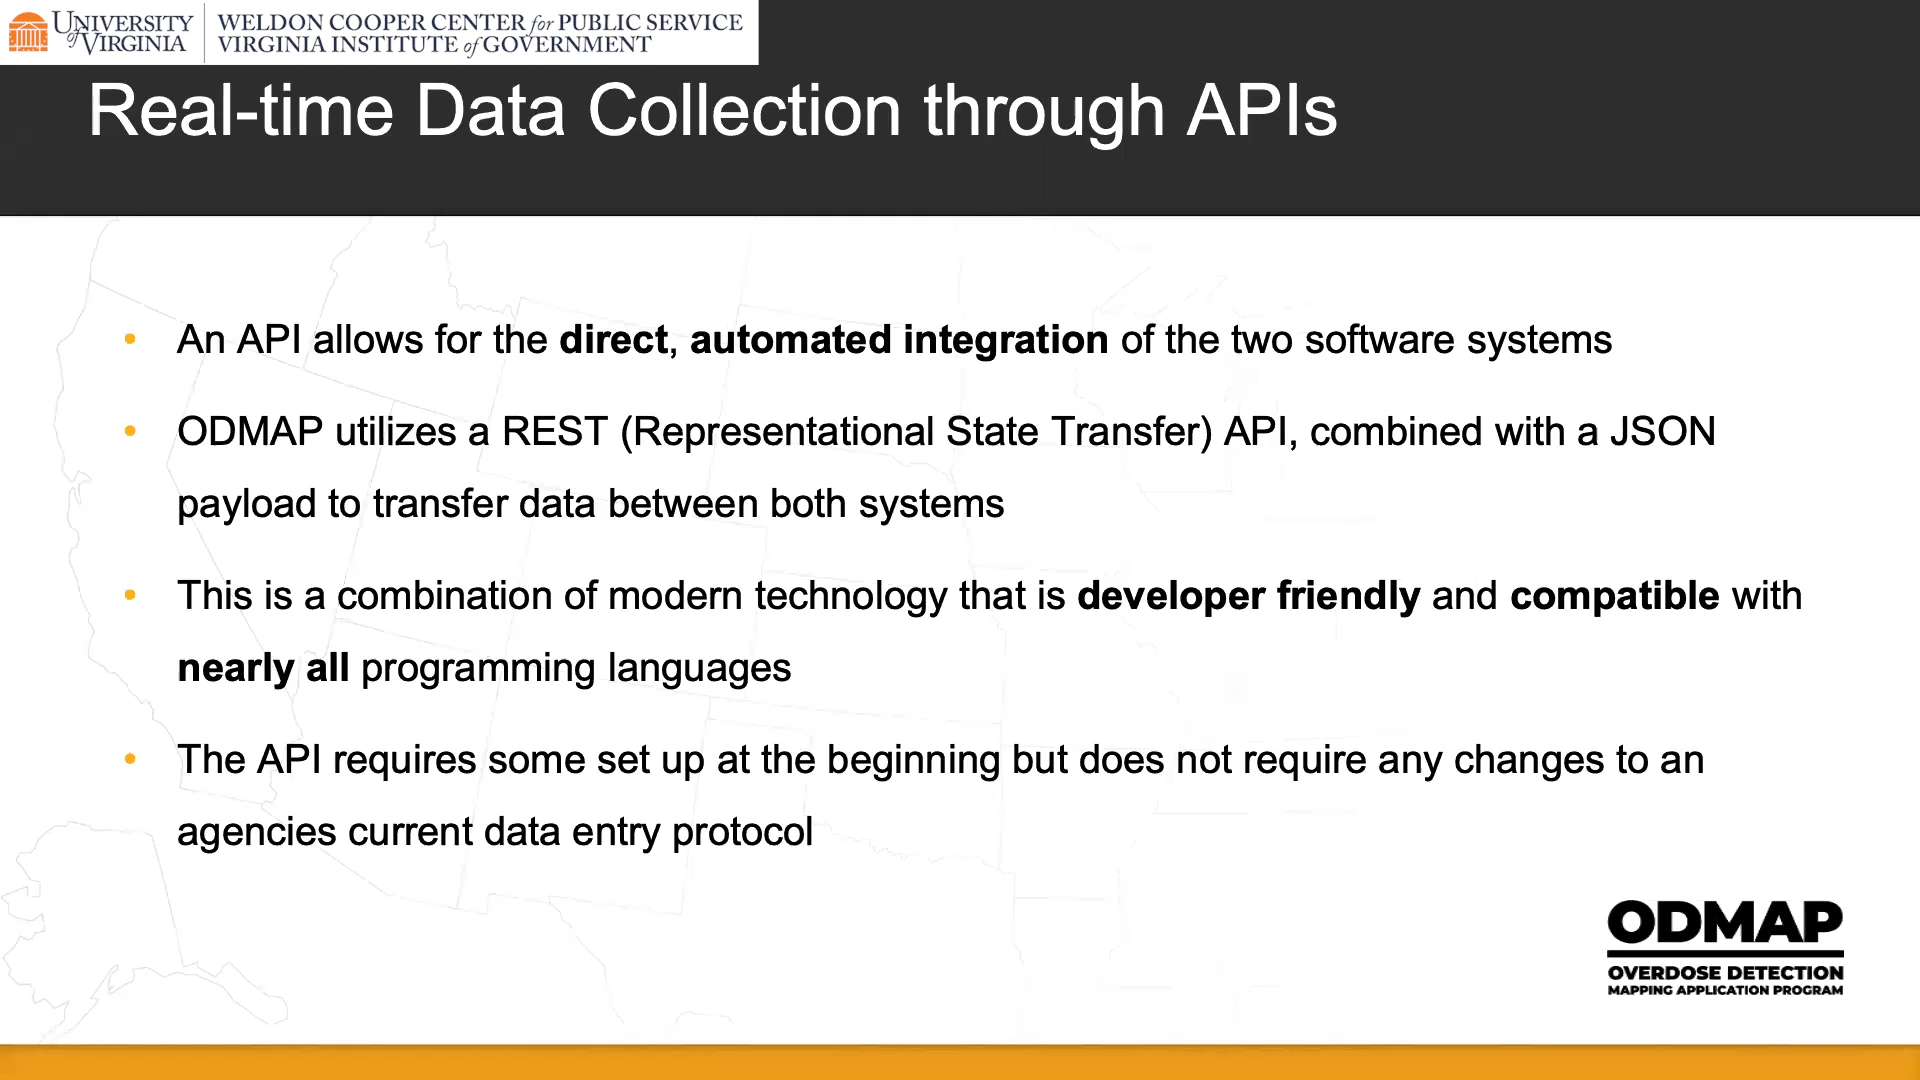 UNIVERSITY of VIRGINIA
WELDON COOPER CENTER for PUBLIC SERVICE
VIRGINIA INSTITUTE of GOVERNMENT
Real-time Data Collection through APIs
• An API allows for the direct, automated integration of the two software systems
• ODMAP utilizes a REST (Representational State Transfer) API, combined with a JSON
payload to transfer data between both systems
• This is a combination of modern technology that is developer friendly and compatible with
nearly all programming languages
• The API requires some set up at the beginning but does not require any changes to an
agencies current data entry protocol
ODMAP
OVERDOSE DETECTION
MAPPING APPLICATION PROGRAM